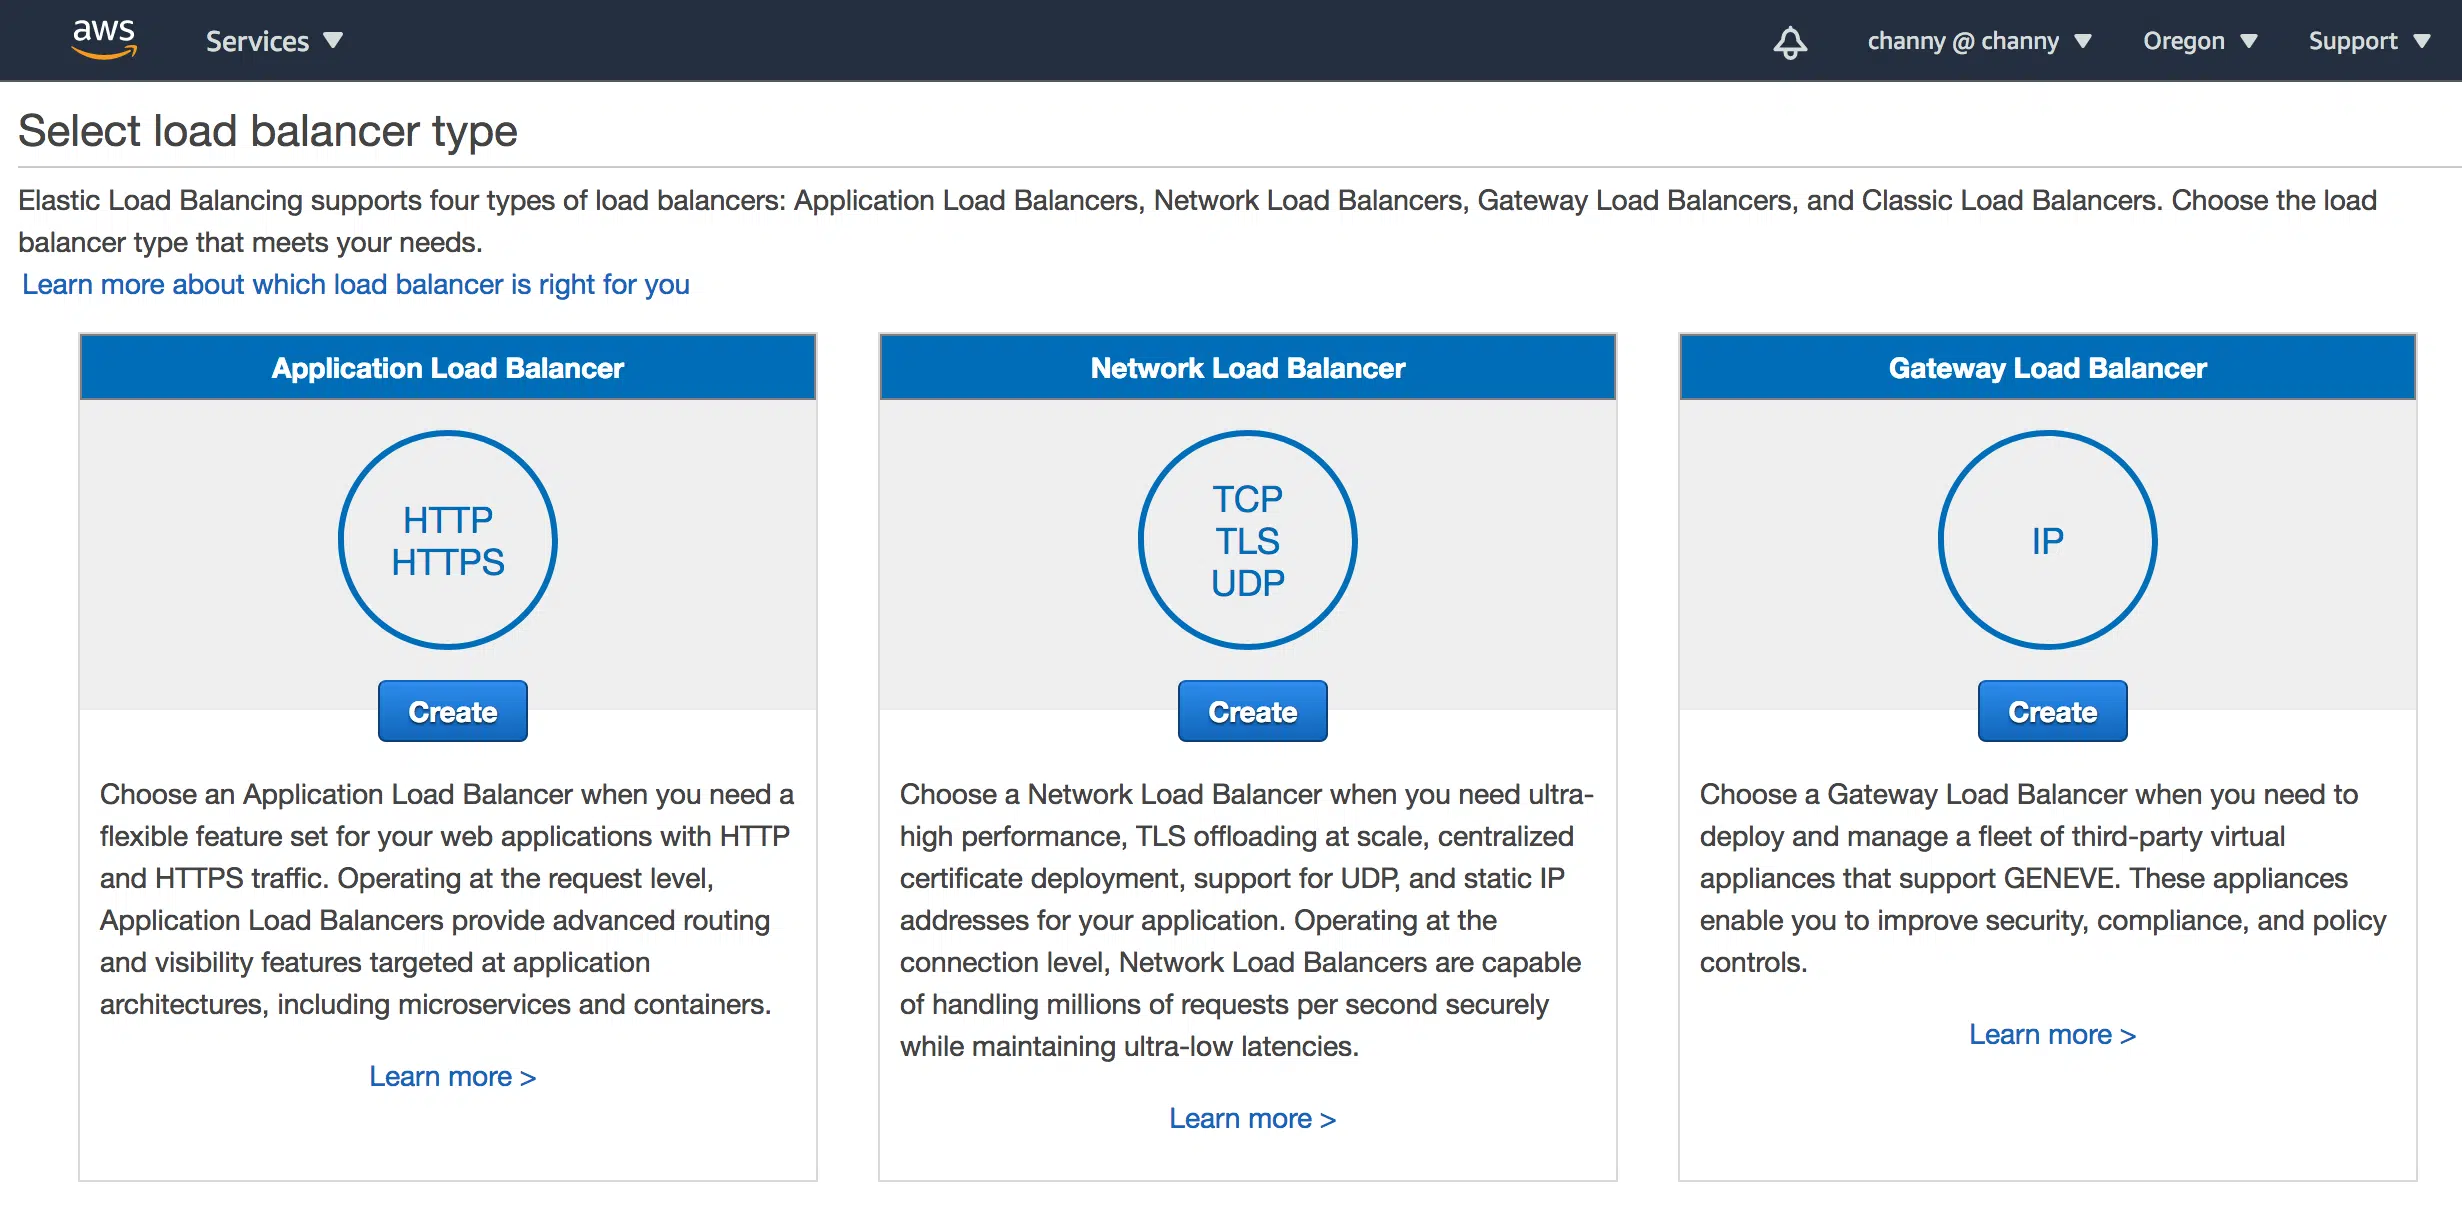 aws
Services
channy @ channy
Oregon
Support
Select load balancer type
Elastic Load Balancing supports four types of load balancers: Application Load Balancers, Network Load Balancers, Gateway Load Balancers, and Classic Load Balancers. Choose the load
balancer type that meets your needs.
Learn more about which load balancer is right for you
Application Load Balancer
HTTP
HTTPS
Create
Choose an Application Load Balancer when you need a
flexible feature set for your web applications with HTTP
and HTTPS traffic. Operating at the request level,
Application Load Balancers provide advanced routing
and visibility features targeted at application
architectures, including microservices and containers.
Learn more >
Network Load Balancer
TCP
TLS
UDP
Create
Choose a Network Load Balancer when you need ultra-
high performance, TLS offloading at scale, centralized
certificate deployment, support for UDP, and static IP
addresses for your application. Operating at the
connection level, Network Load Balancers are capable
of handling millions of requests per second securely
while maintaining ultra-low latencies.
Learn more >
Gateway Load Balancer
IP
Create
Choose a Gateway Load Balancer when you need to
deploy and manage a fleet of third-party virtual
appliances that support GENEVE. These appliances
enable you to improve security, compliance, and policy
controls.
Learn more >